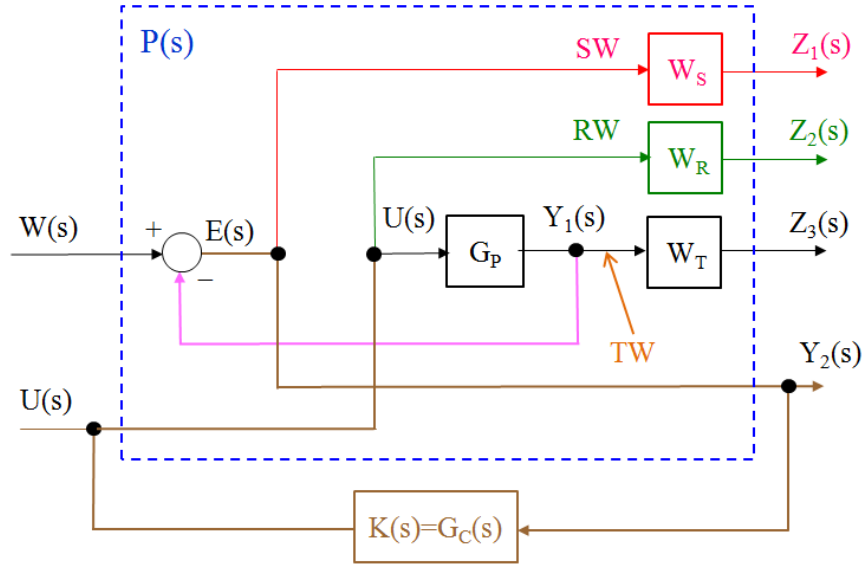 P(s)
SW
W_S
Z_1(s)
RW
W_R
Z_2(s)
W(s)
+
E(s)
−
U(s)
G_P
Y_1(s)
W_T
Z_3(s)
TW
Y_2(s)
U(s)
K(s)=G_C(s)